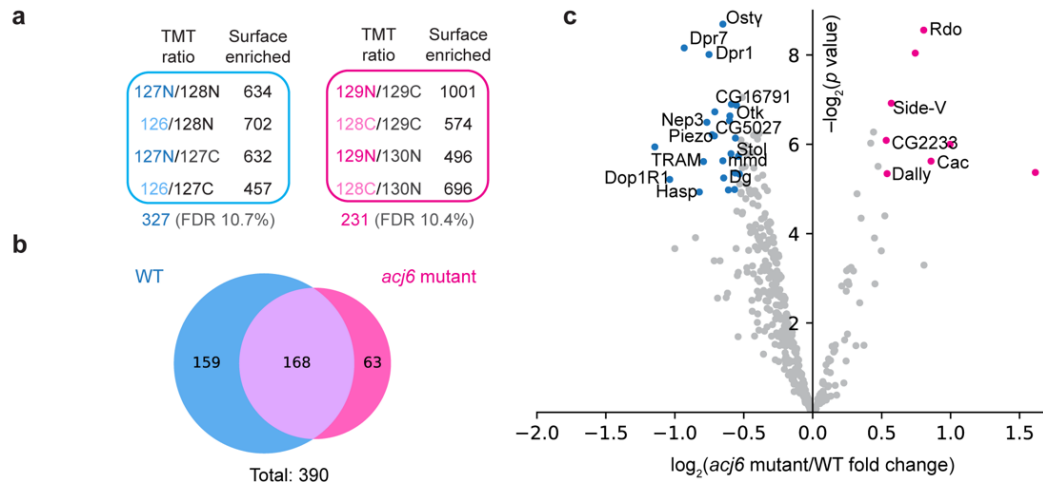 a
TMT ratio Surface enriched TMT ratio Surface enriched
127N/128N 634 129N/129C 1001
126/128N 702 128C/129C 574
127N/127C 632 129N/130N 496
126/127C 457 128C/130N 696
327 (FDR 10.7%) 231 (FDR 10.4%)
b
WT acj6 mutant
159 168 63
Total: 390
c
−log₂(p value)
Ostγ
Rdo
Dpr7
Dpr1
8
CG16791
Side-V
Otk
Nep3
CG5027
Piezo
CG2233
6
Stol
TRAM
mmd
Cac
Dop1R1
Dg
Dally
Hasp
4
2
−2.0 −1.5 −1.0 −0.5 0.0 0.5 1.0 1.5
log₂(acj6 mutant/WT fold change)